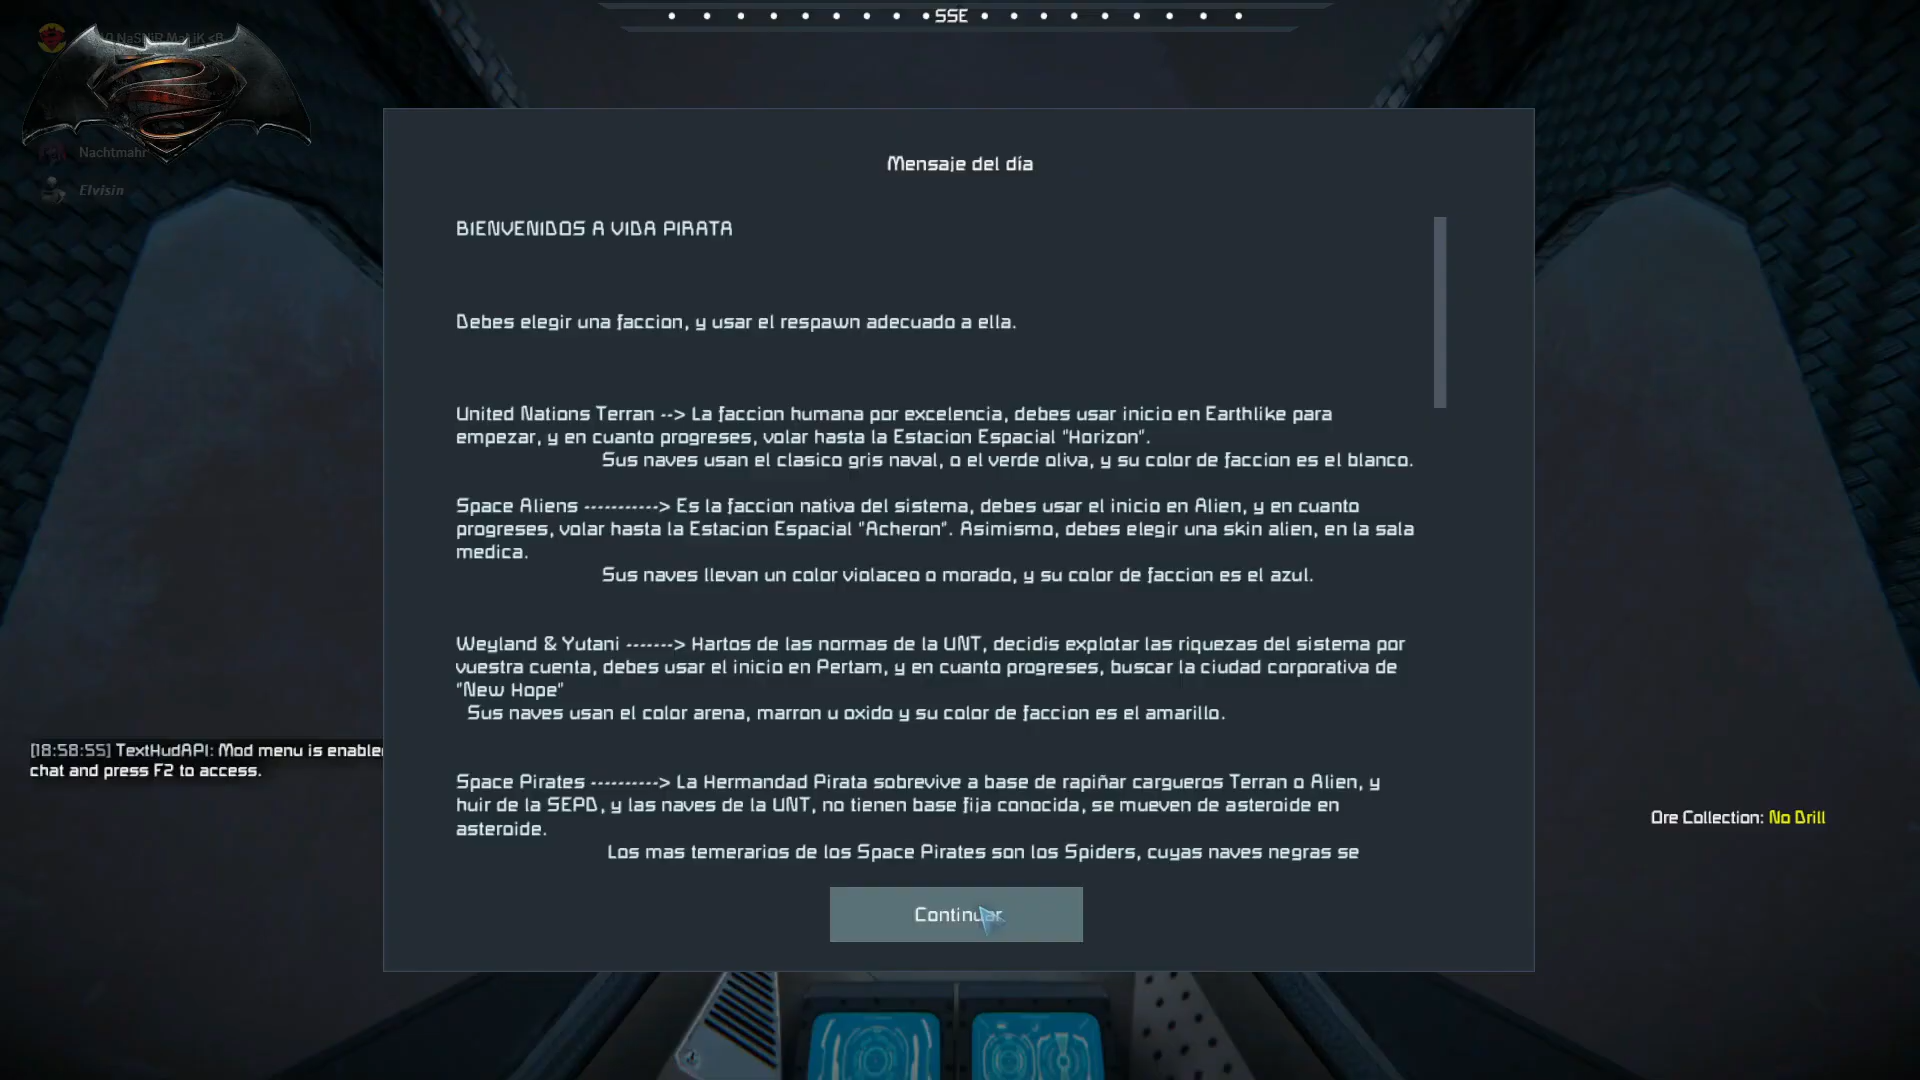 SSE
Nachtmahr
Elvisin
Mensaje del día
BIENVENIDOS A VIDA PIRATA
Debes elegir una faccion, y usar el respawn adecuado a ella.
United Nations Terran --> La faccion humana por excelencia, debes usar inicio en Earthlike para
empezar, y en cuanto progreses, volar hasta la Estacion Espacial "Horizon".
Sus naves usan el clasico gris naval, o el verde oliva, y su color de faccion es el blanco.
Space Aliens -----------> Es la faccion nativa del sistema, debes usar el inicio en Alien, y en cuanto
progreses, volar hasta la Estacion Espacial "Acheron". Asimismo, debes elegir una skin alien, en la sala
medica.
Sus naves llevan un color violaceo o morado, y su color de faccion es el azul.
Weyland & Yutani -------> Hartos de las normas de la UNT, decidis explotar las riquezas del sistema por
vuestra cuenta, debes usar el inicio en Pertam, y en cuanto progreses, buscar la ciudad corporativa de
"New Hope"
Sus naves usan el color arena, marron u oxido y su color de faccion es el amarillo.
Space Pirates ----------> La Hermandad Pirata sobrevive a base de rapiñar cargueros Terran o Alien, y
huir de la SEPD, y las naves de la UNT, no tienen base fija conocida, se mueven de asteroide en
asteroide.
Los mas temerarios de los Space Pirates son los Spiders, cuyas naves negras se
Continuar
[18:58:55] TextHudAPI: Mod menu is enabled
chat and press F2 to access.
Ore Collection: No Drill